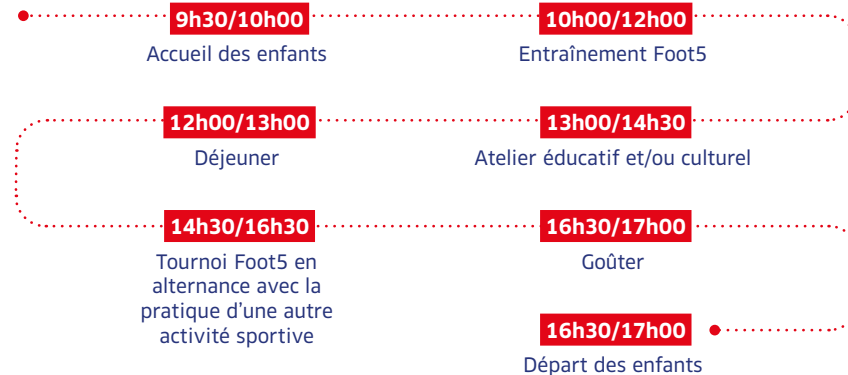 9h30/10h00
Accueil des enfants
10h00/12h00
Entraînement Foot5
12h00/13h00
Déjeuner
13h00/14h30
Atelier éducatif et/ou culturel
14h30/16h30
Tournoi Foot5 en
alternance avec la
pratique d'une autre
activité sportive
16h30/17h00
Goûter
16h30/17h00
Départ des enfants